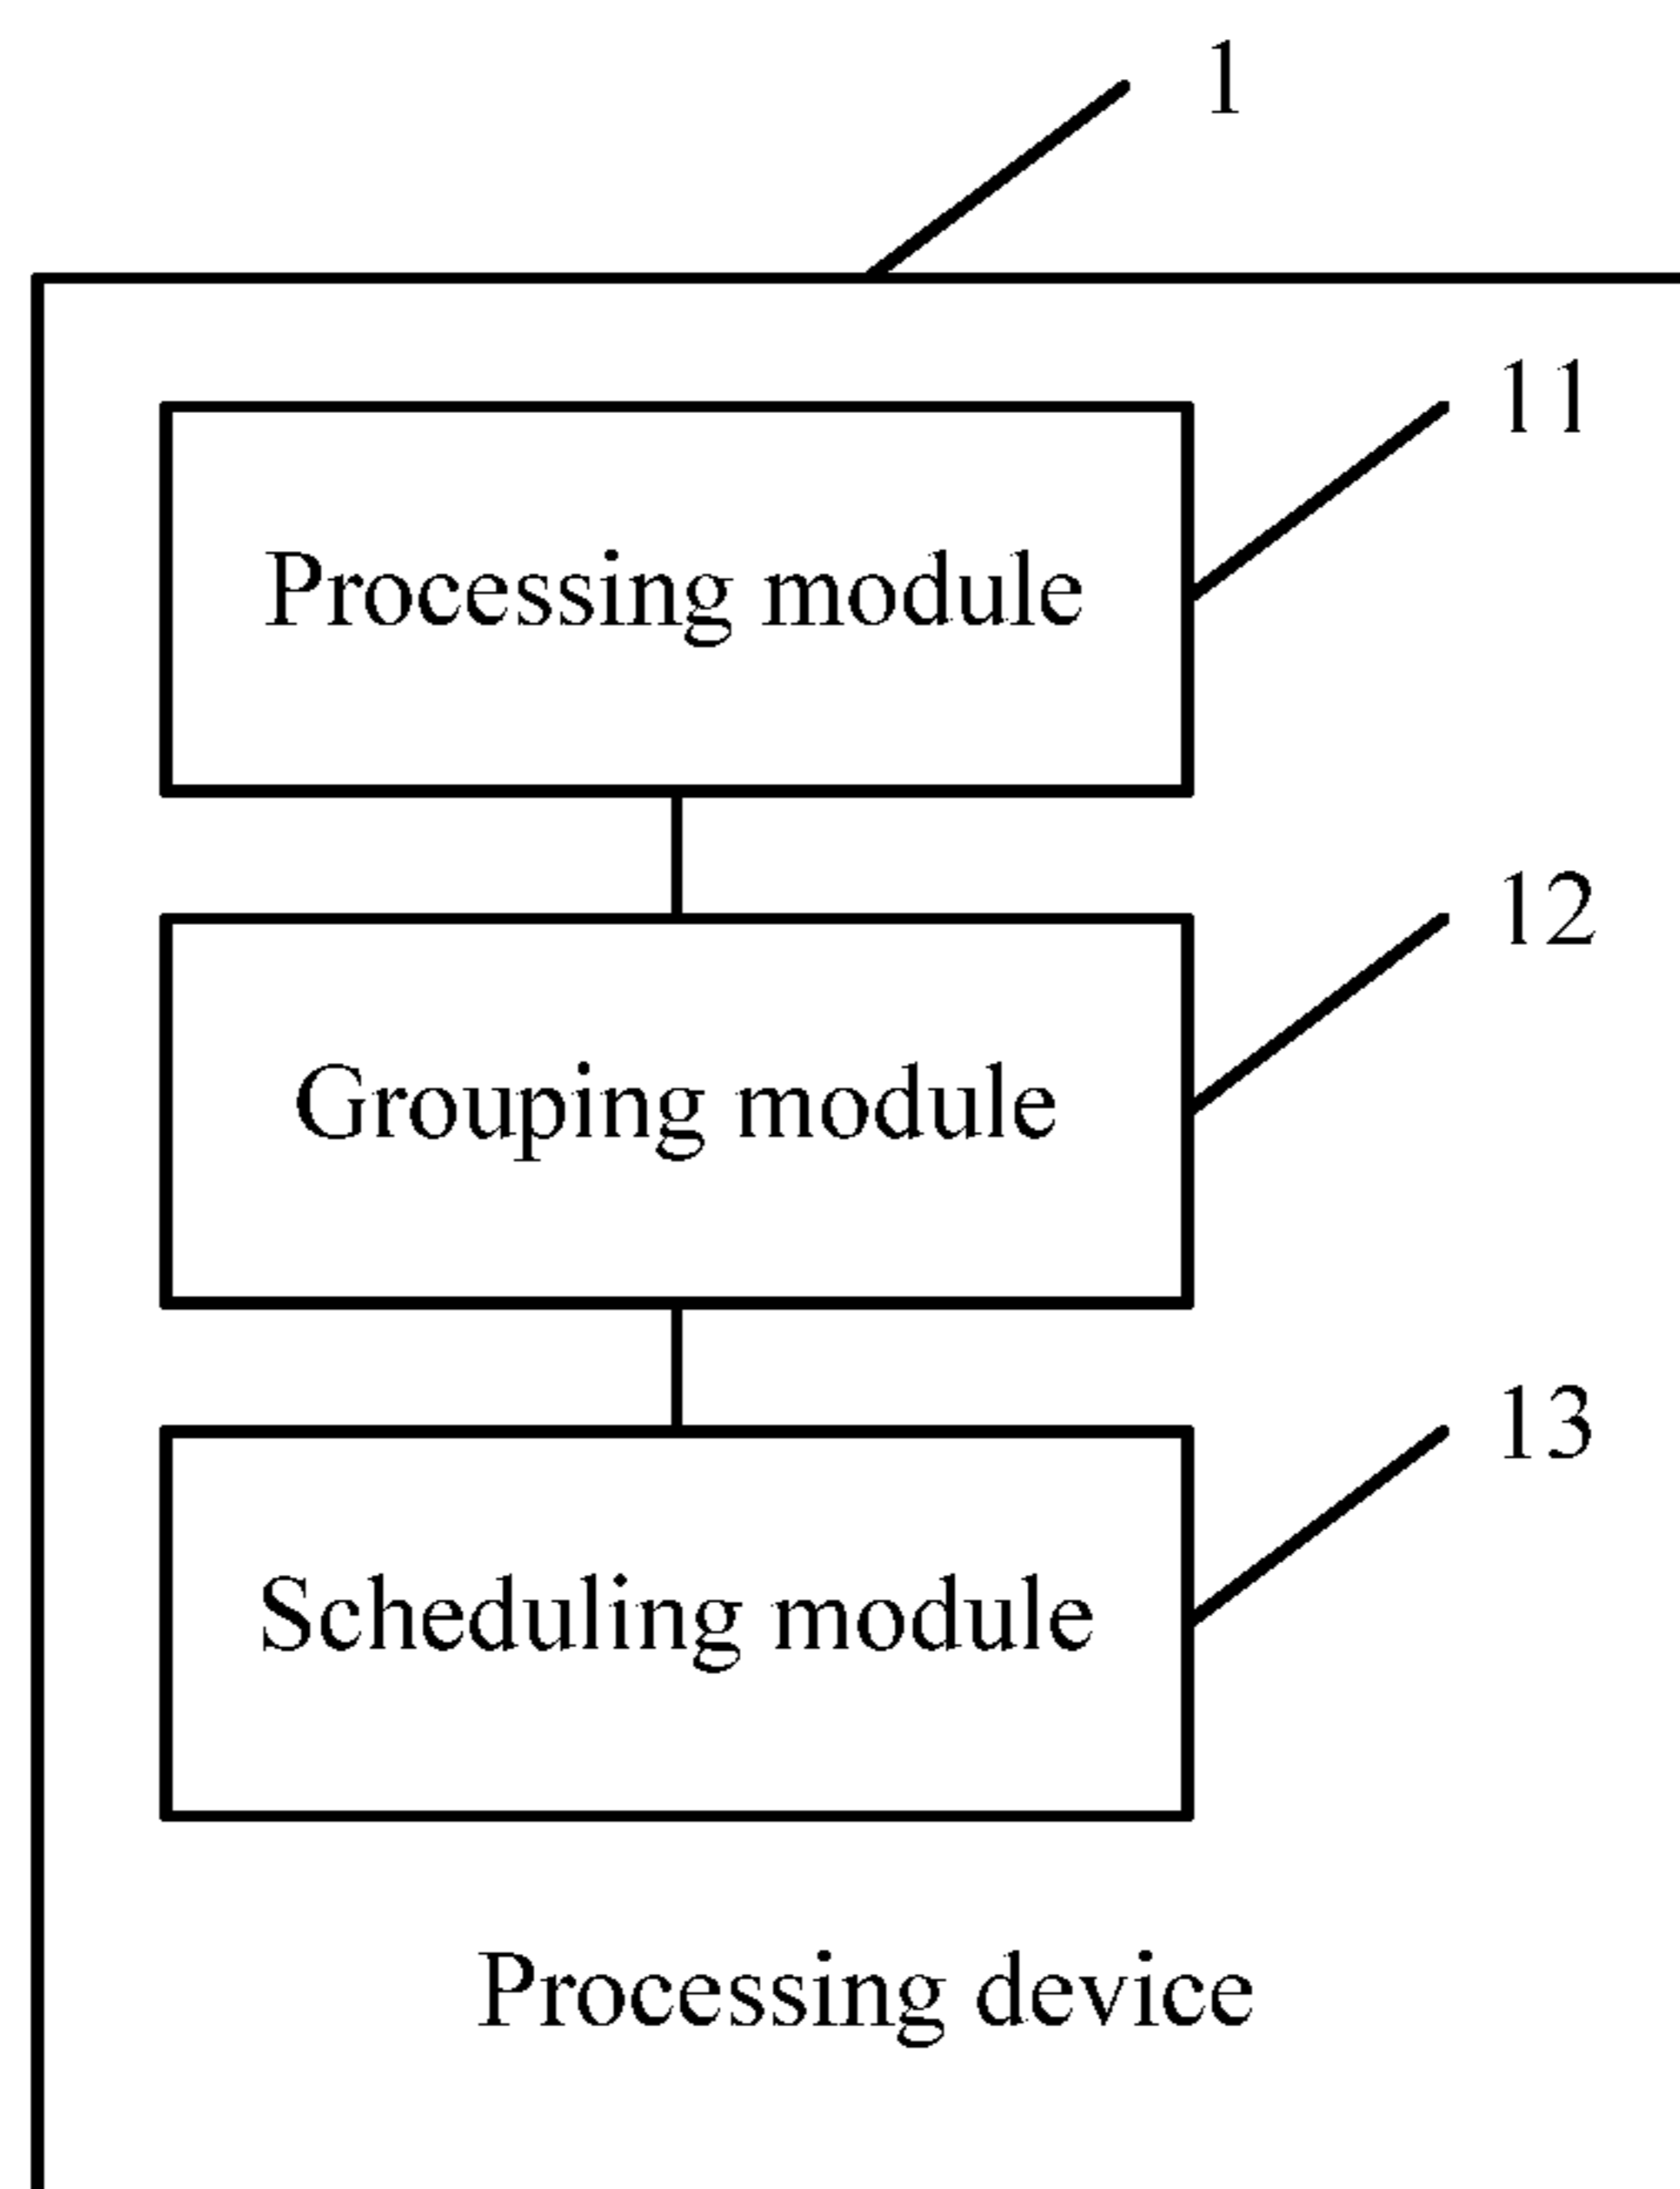 1
11
Processing module
12
Grouping module
13
Scheduling module
Processing device